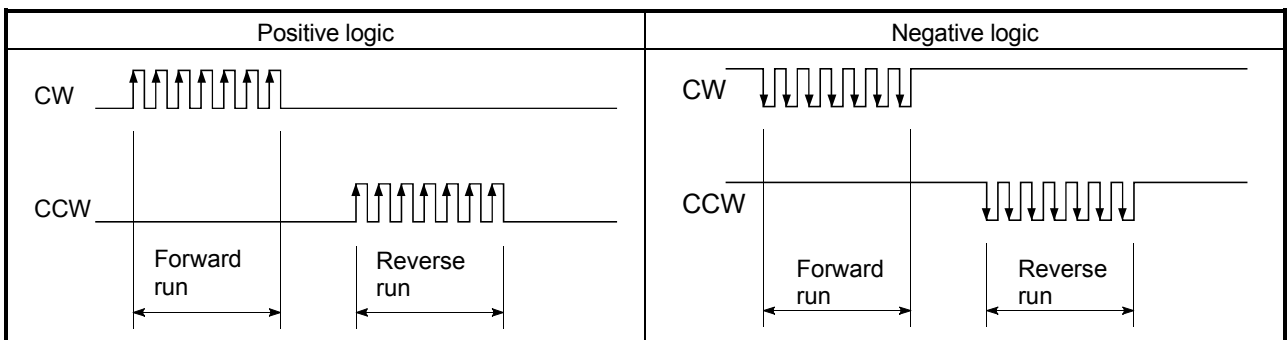 Positive logic
Negative logic
CW
CCW
Forward
run
Reverse
run
CW
CCW
Forward
run
Reverse
run